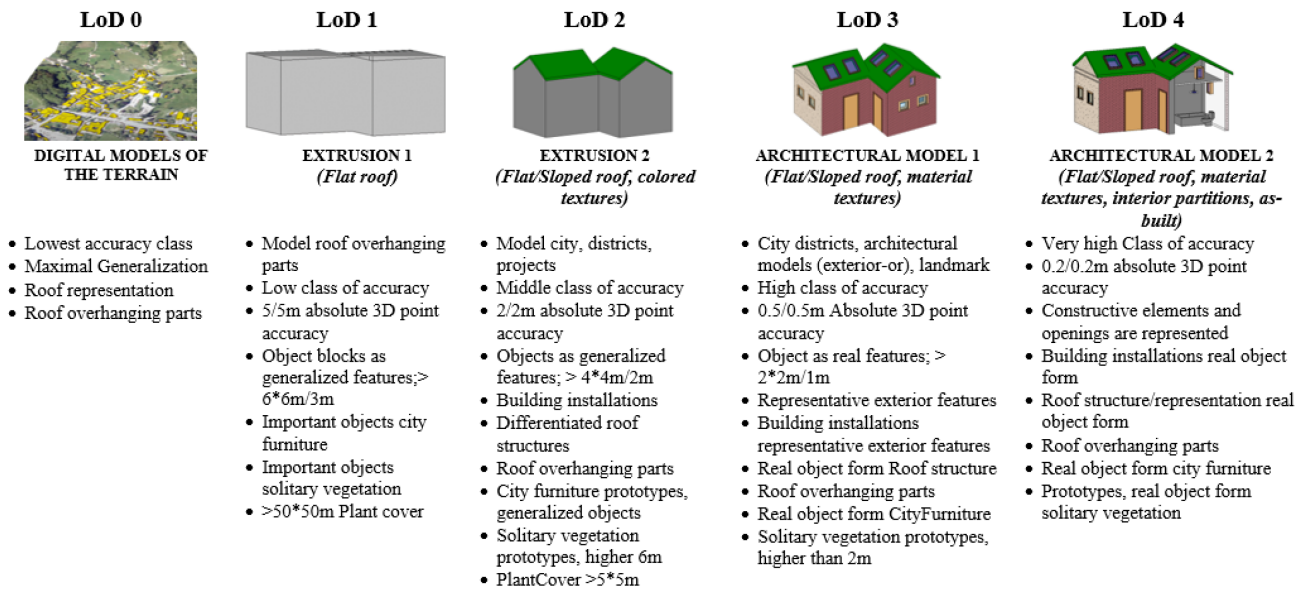 LoD 0
DIGITAL MODELS OF
THE TERRAIN
• Lowest accuracy class
• Maximal Generalization
• Roof representation
• Roof overhanging parts
LoD 1
EXTRUSION 1
(Flat roof)
• Model roof overhanging
parts
• Low class of accuracy
• 5/5m absolute 3D point
accuracy
• Object blocks as
generalized features;>
6*6m/3m
• Important objects city
furniture
• Important objects
solitary vegetation
• >50*50m Plant cover
LoD 2
EXTRUSION 2
(Flat/Sloped roof, colored
textures)
• Model city, districts,
projects
• Middle class of accuracy
• 2/2m absolute 3D point
accuracy
• Objects as generalized
features; > 4*4m/2m
• Building installations
• Differentiated roof
structures
• Roof overhanging parts
• City furniture prototypes,
generalized objects
• Solitary vegetation
prototypes, higher 6m
• PlantCover >5*5m
LoD 3
ARCHITECTURAL MODEL 1
(Flat/Sloped roof, material
textures)
• City districts, architectural
models (exterior-or), landmark
• High class of accuracy
• 0.5/0.5m Absolute 3D point
accuracy
• Object as real features; >
2*2m/1m
• Representative exterior features
• Building installations
representative exterior features
• Real object form Roof structure
• Roof overhanging parts
• Real object form CityFurniture
• Solitary vegetation prototypes,
higher than 2m
LoD 4
ARCHITECTURAL MODEL 2
(Flat/Sloped roof, material
textures, interior partitions, as-
built)
• Very high Class of accuracy
• 0.2/0.2m absolute 3D point
accuracy
• Constructive elements and
openings are represented
• Building installations real object
form
• Roof structure/representation real
object form
• Roof overhanging parts
• Real object form city furniture
• Prototypes, real object form
solitary vegetation